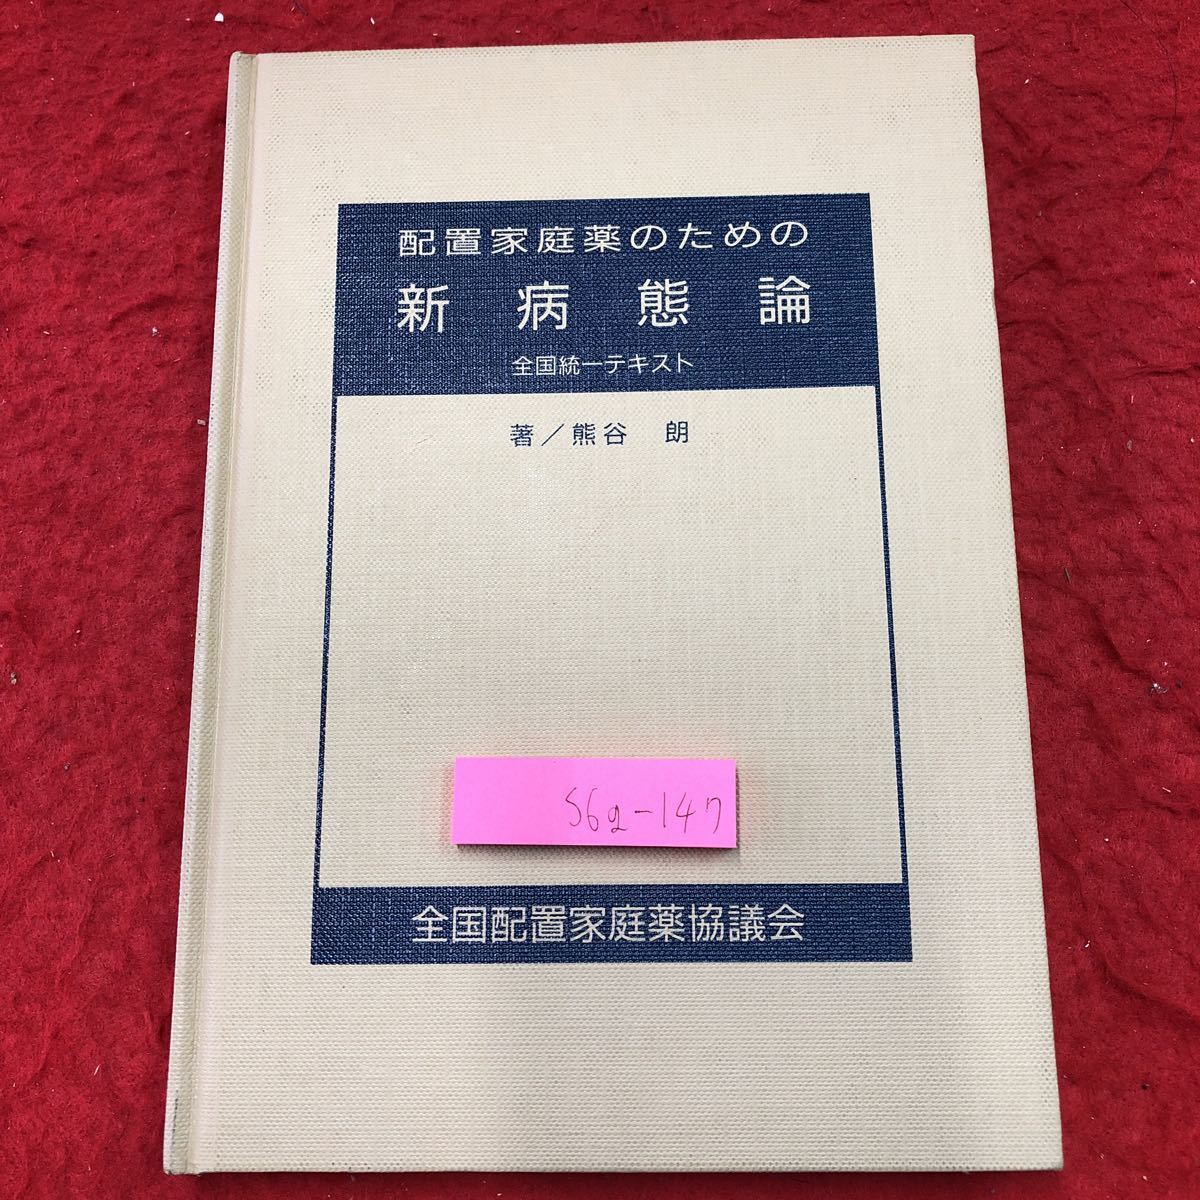 配置家庭薬のための
新病態論
全国統一テキスト
著／熊谷 朗
S6g-147
全国配置家庭薬協議会